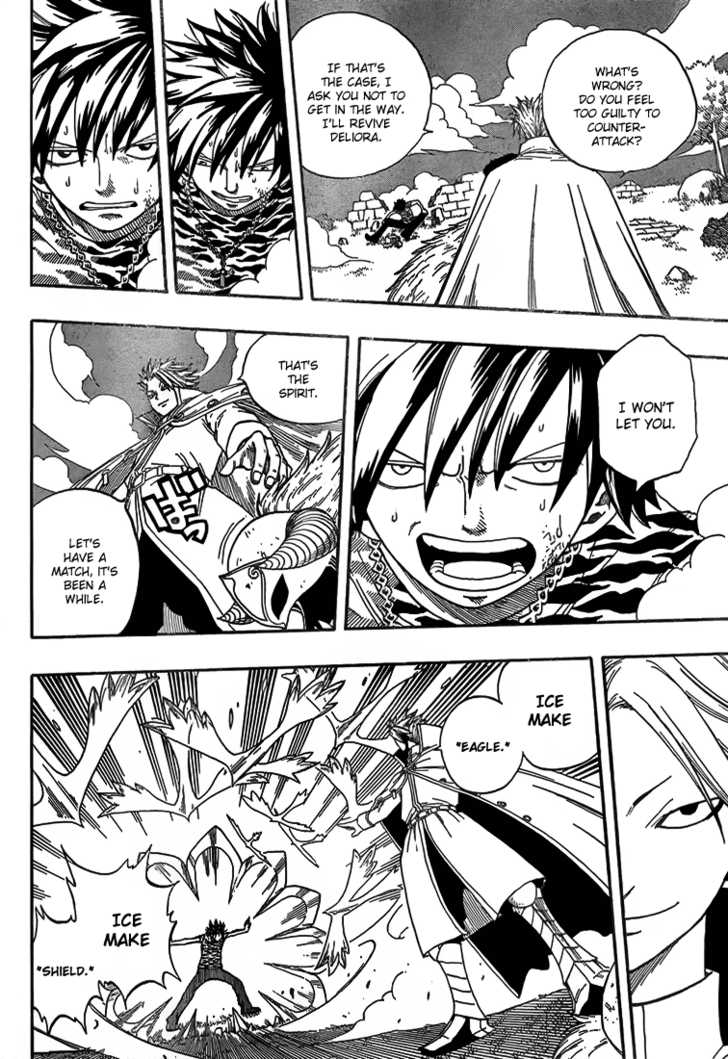 WHAT'S
WRONG?
DO YOU FEEL
TOO GUILTY TO
COUNTER-
ATTACK?
IF THAT'S
THE CASE, I
ASK YOU NOT TO
GET IN THE WAY.
I'LL REVIVE
DELIORA.
I WON'T
LET YOU.
THAT'S
THE
SPIRIT.
ばっ
LET'S
HAVE A
MATCH, IT'S
BEEN A
WHILE.
ICE
MAKE
"EAGLE."
ICE
MAKE
"SHIELD."